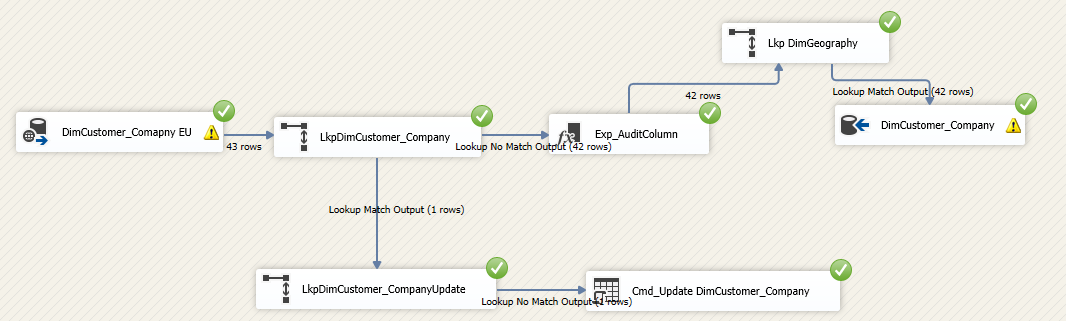 Lkp DimGeography
42 rows
Lookup Match Output (42 rows)
DimCustomer_Comapny EU
43 rows
LkpDimCustomer_Company
Lookup No Match Output (42 rows)
Exp_AuditColumn
DimCustomer_Company
Lookup Match Output (1 rows)
LkpDimCustomer_CompanyUpdate
Lookup No Match Output (1 rows)
Cmd_Update DimCustomer_Company